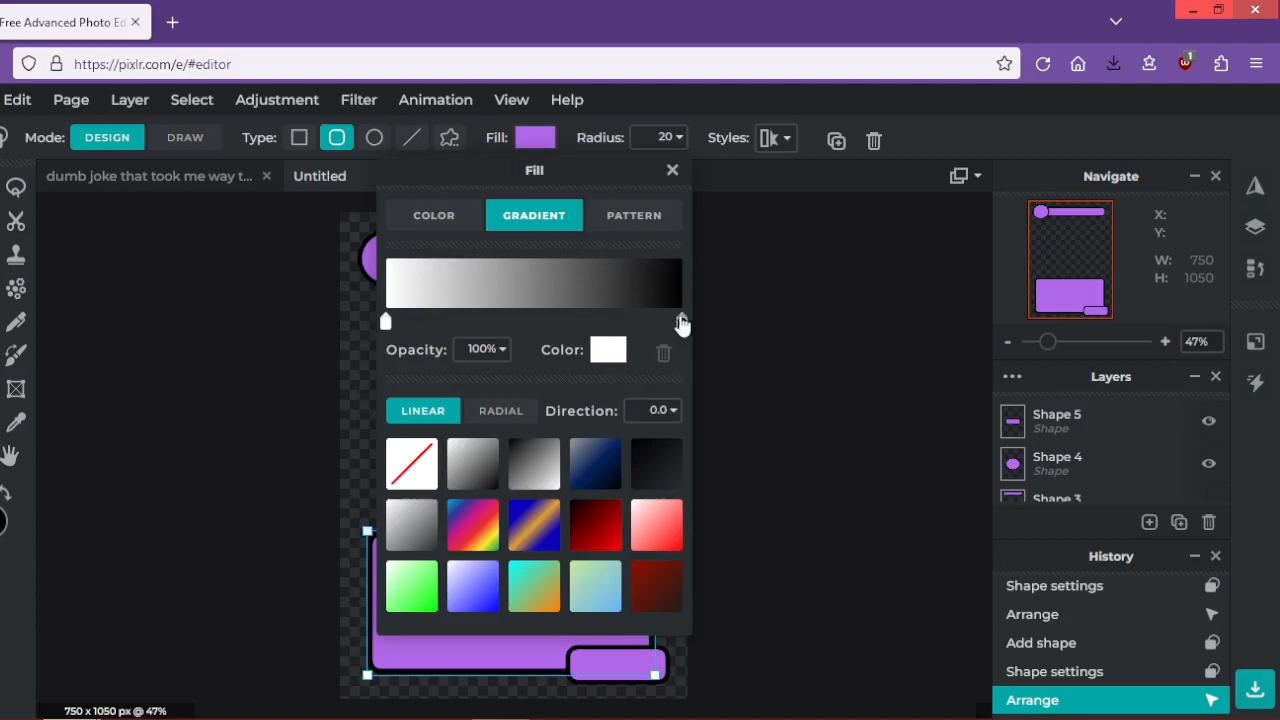 Free Advanced Photo Ed
https://pixlr.com/e/#editor
1
Edit Page Layer Select Adjustment Filter Animation View Help
Mode: DESIGN DRAW Type: Fill: Radius: 20 Styles:
dumb joke that took me way t... Untitled
Fill
COLOR GRADIENT PATTERN
Opacity: 100% Color:
LINEAR RADIAL Direction: 0.0
Navigate
X:
Y:
W: 750
H: 1050
- + 47%
Layers
Shape 5
Shape
Shape 4
Shape
Shape 3
History
Shape settings
Arrange
Add shape
Shape settings
Arrange
750 x 1050 px @ 47%